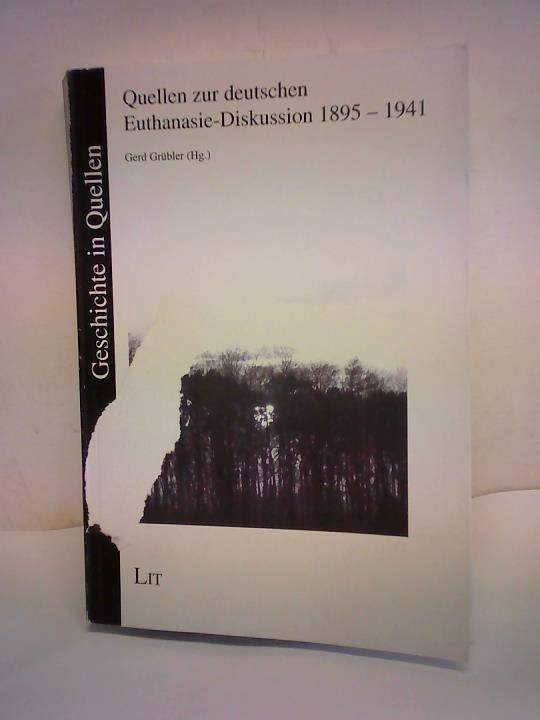 Quellen zur deutschen
Euthanasie-Diskussion 1895 – 1941
Gerd Grübler (Hg.)
Geschichte in Quellen
LIT